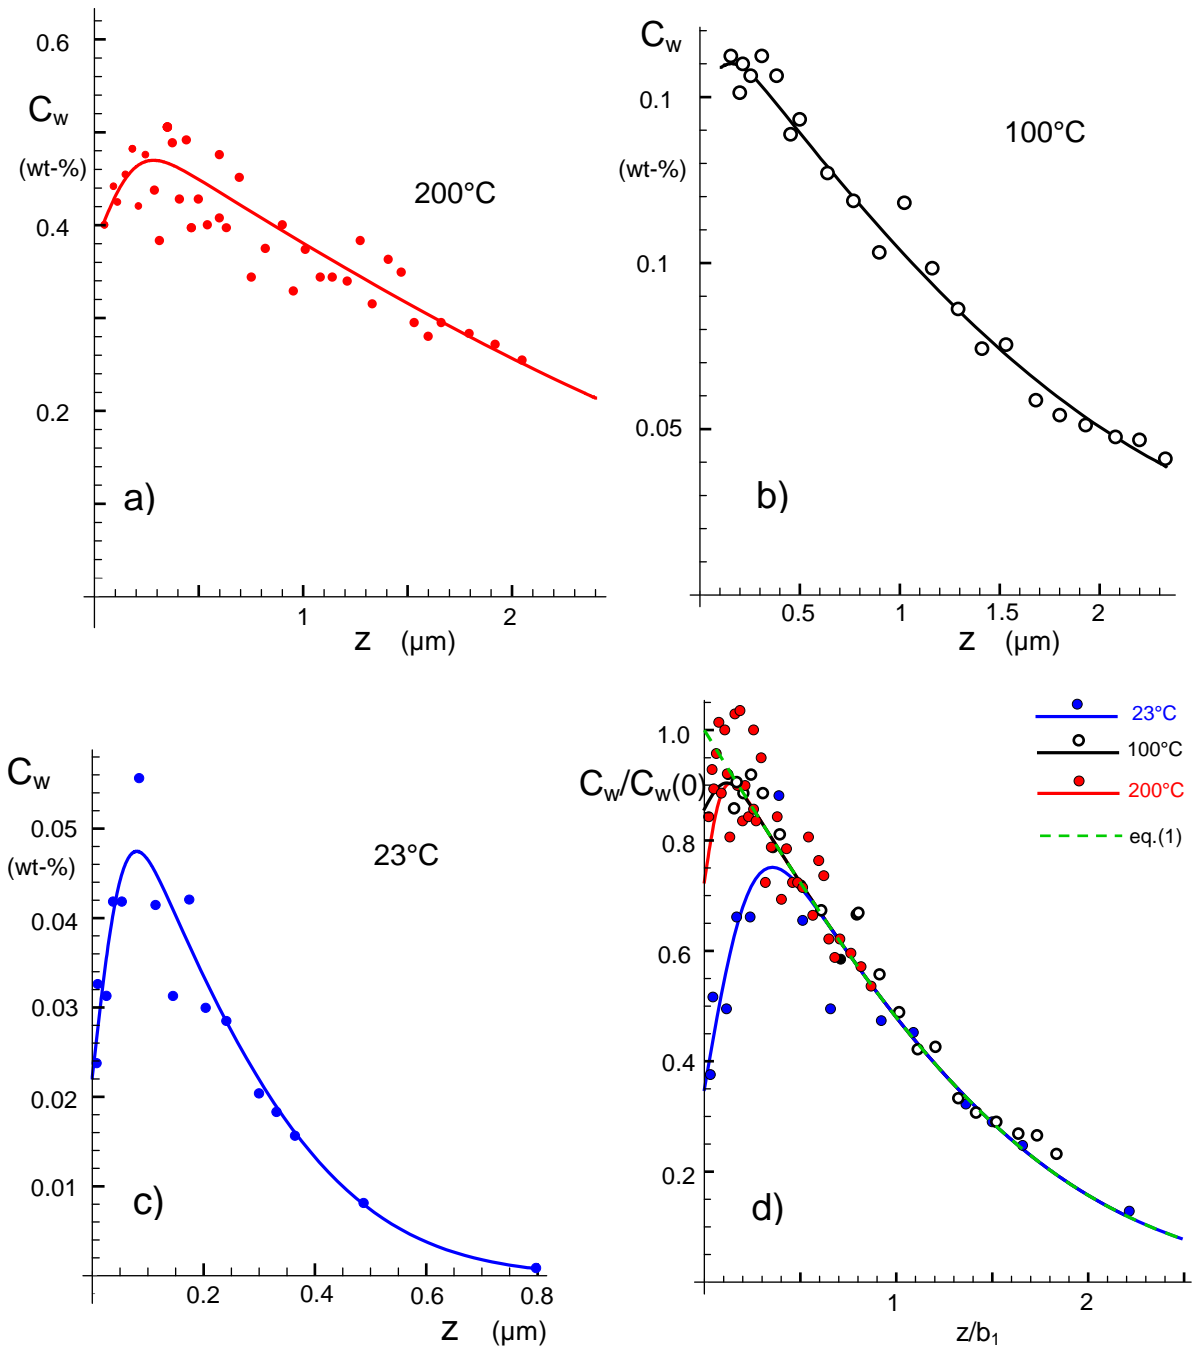 0.6
C_w
(wt-%)
200°C
0.4
0.2
a)
1
2
z (µm)
C_w
0.1
100°C
(wt-%)
0.1
0.05
b)
0.5
1
1.5
2
z (µm)
C_w
0.05
(wt-%)
23°C
0.04
0.03
0.02
0.01
c)
0.2
0.4
0.6
0.8
z (µm)
23°C
1.0
100°C
C_w/C_w(0)
200°C
eq.(1)
0.8
0.6
0.4
0.2
d)
1
2
z/b₁